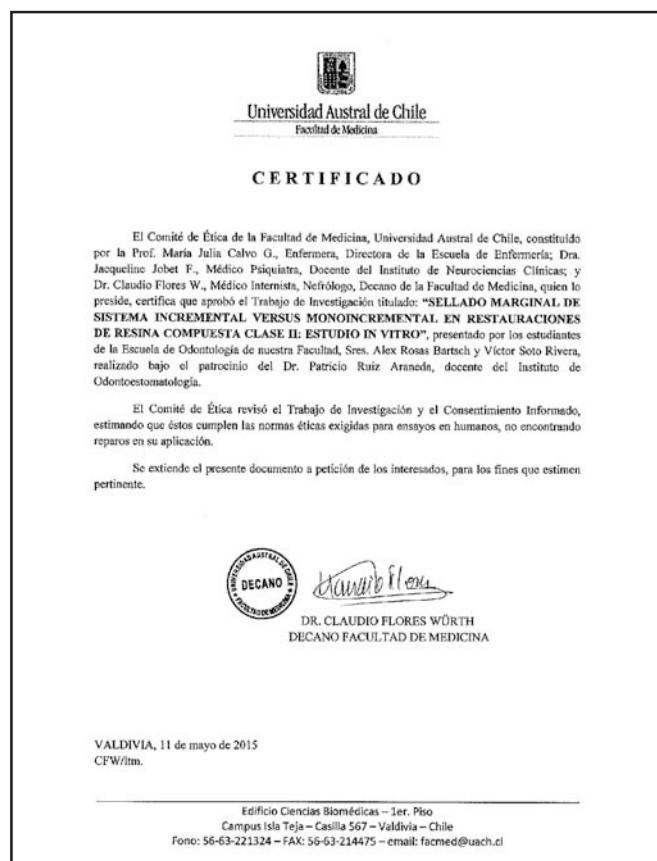 Universidad Austral de Chile
Facultad de Medicina
CERTIFICADO
El Comité de Ética de la Facultad de Medicina, Universidad Austral de Chile, constituido
por la Prof. María Julia Calvo G., Enfermera, Directora de la Escuela de Enfermería; Dra.
Jacqueline Jobet F., Médico Psiquiatra, Docente del Instituto de Neurociencias Clínicas; y
Dr. Claudio Flores W., Médico Internista, Nefrólogo, Decano de la Facultad de Medicina, quien lo
preside, certifica que aprobó el Trabajo de Investigación titulado: "SELLADO MARGINAL DE
SISTEMA INCREMENTAL VERSUS MONOINCREMENTAL EN RESTAURACIONES
DE RESINA COMPUESTA CLASE II: ESTUDIO IN VITRO", presentado por los estudiantes
de la Escuela de Odontología de nuestra Facultad, Sres. Alex Rosas Bartsch y Víctor Soto Rivera,
realizado bajo el patrocinio del Dr. Patricio Ruiz Araneda, docente del Instituto de
Odontoestomatología.
El Comité de Ética revisó el Trabajo de Investigación y el Consentimiento Informado,
estimando que éstos cumplen las normas éticas exigidas para ensayos en humanos, no encontrando
reparos en su aplicación.
Se extiende el presente documento a petición de los interesados, para los fines que estimen
pertinente.
UNIVERSIDAD AUSTRAL DE CHILE
DECANO
FACULTAD DE MEDICINA
DR. CLAUDIO FLORES WÜRTH
DECANO FACULTAD DE MEDICINA
VALDIVIA, 11 de mayo de 2015
CFW/ltm.
Edificio Ciencias Biomédicas – 1er. Piso
Campus Isla Teja – Casilla 567 – Valdivia – Chile
Fono: 56-63-221324 – FAX: 56-63-214475 – email: facmed@uach.cl